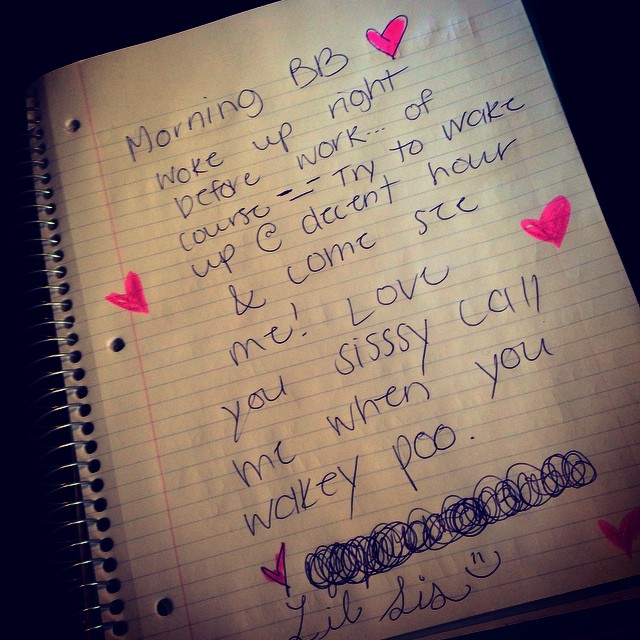 Morning BB
woke up right
before work... of
course -_- Try to wake
up @ decent hour
& come see
me! Love
you sisssy call
me when you
wakey poo.
Lil Sis